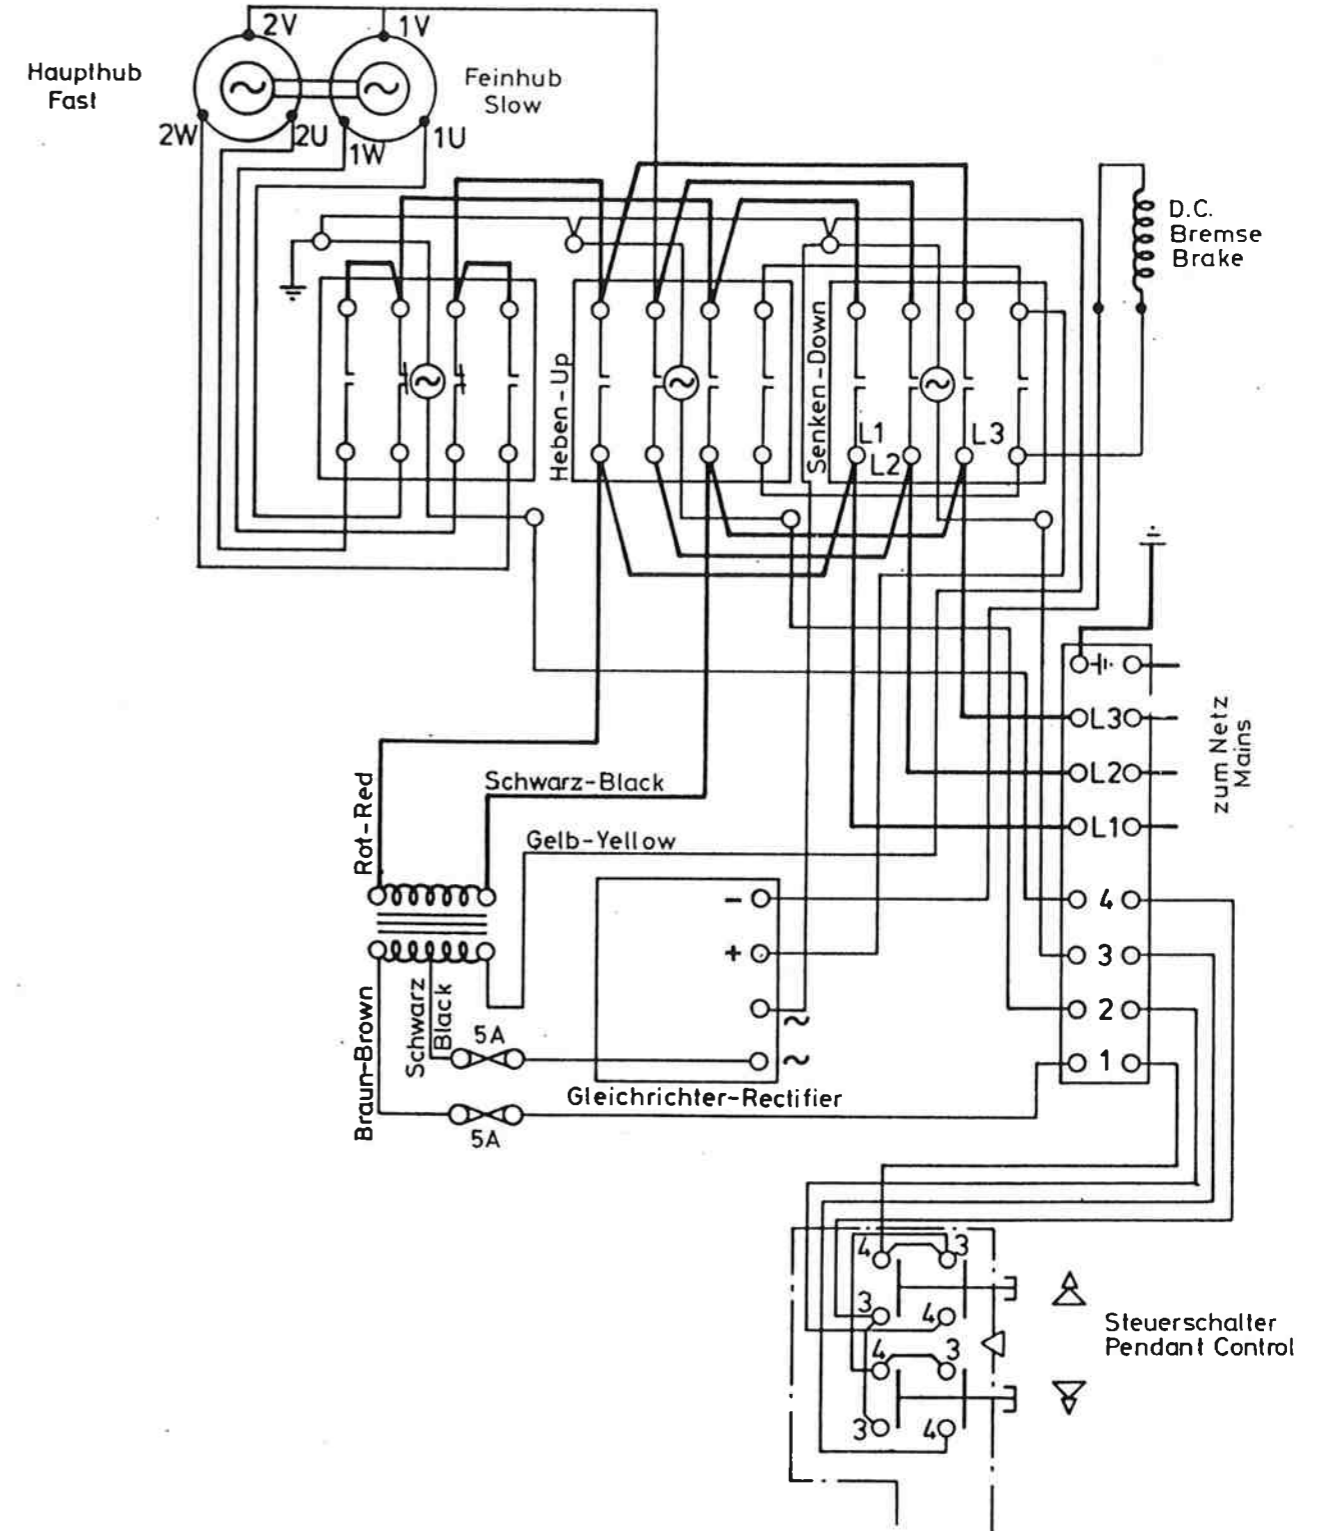 2V
1V
Haupthub
Fast
Feinhub
Slow
2W
2U
1W
1U
D.C.
Bremse
Brake
Heben-Up
Senken-Down
L1
L2
L3
L3
L2
L1
4
3
2
1
zum Netz
Mains
Rot-Red
Schwarz-Black
Gelb-Yellow
-
+
Schwarz
Black
Braun-Brown
5A
5A
Gleichrichter-Rectifier
4
3
3
4
4
3
3
4
Steuerschalter
Pendant Control